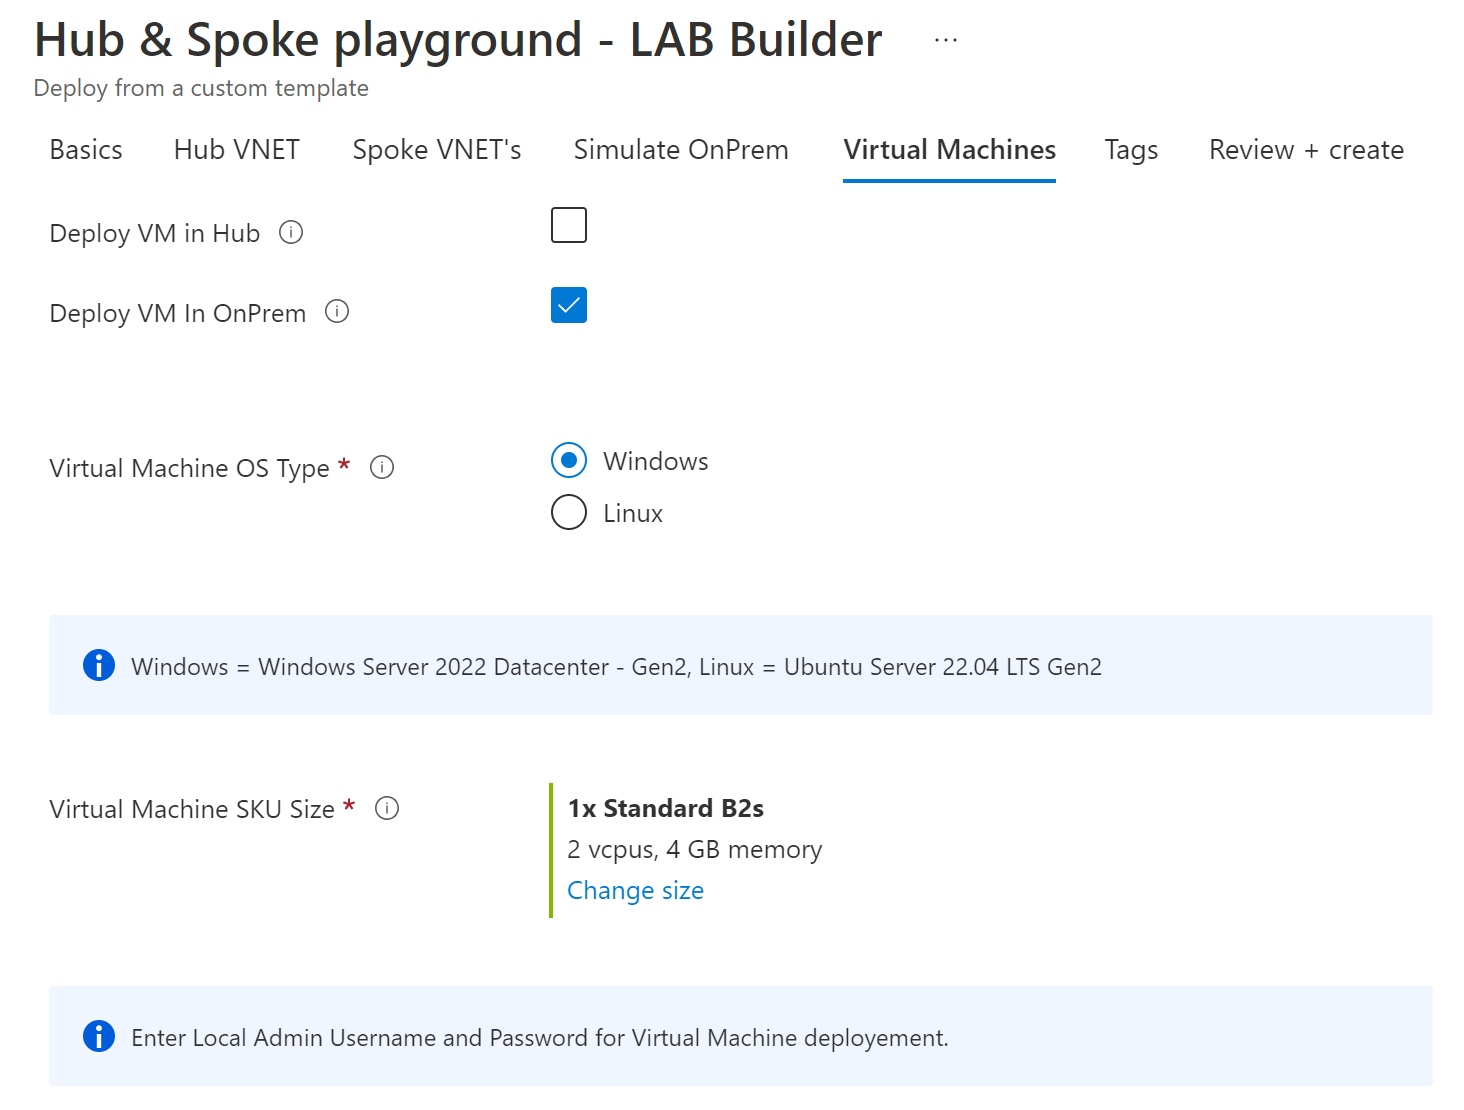 Hub & Spoke playground - LAB Builder ...
Deploy from a custom template
Basics Hub VNET Spoke VNET's Simulate OnPrem Virtual Machines Tags Review + create
Deploy VM in Hub
Deploy VM In OnPrem
Virtual Machine OS Type *
Windows
Linux
Windows = Windows Server 2022 Datacenter - Gen2, Linux = Ubuntu Server 22.04 LTS Gen2
Virtual Machine SKU Size *
1x Standard B2s
2 vcpus, 4 GB memory
Change size
Enter Local Admin Username and Password for Virtual Machine deployement.